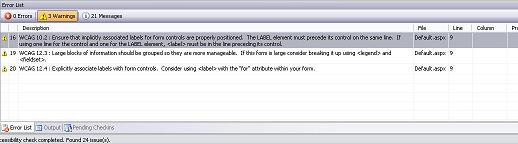 Error List
0 Errors 3 Warnings 21 Messages
Description File Line Column
16 WCAG 10.2 : Ensure that implicitly associated labels for form controls are properly positioned. The LABEL element must precede its control on the same line. If Default.aspx 9
using one line for the control and one for the LABEL element, <label> must be in the line preceding its control.
19 WCAG 12.3 : Large blocks of information should be grouped so they are more manageable. If this form is large consider breaking it up using <legend> and Default.aspx 9
<fieldset>.
20 WCAG 12.4 : Explicitly associate labels with form controls. Consider using <label> with the "for" attribute within your form. Default.aspx 9
Error List Output Pending Checkins
essibility check completed. Found 24 issue(s).